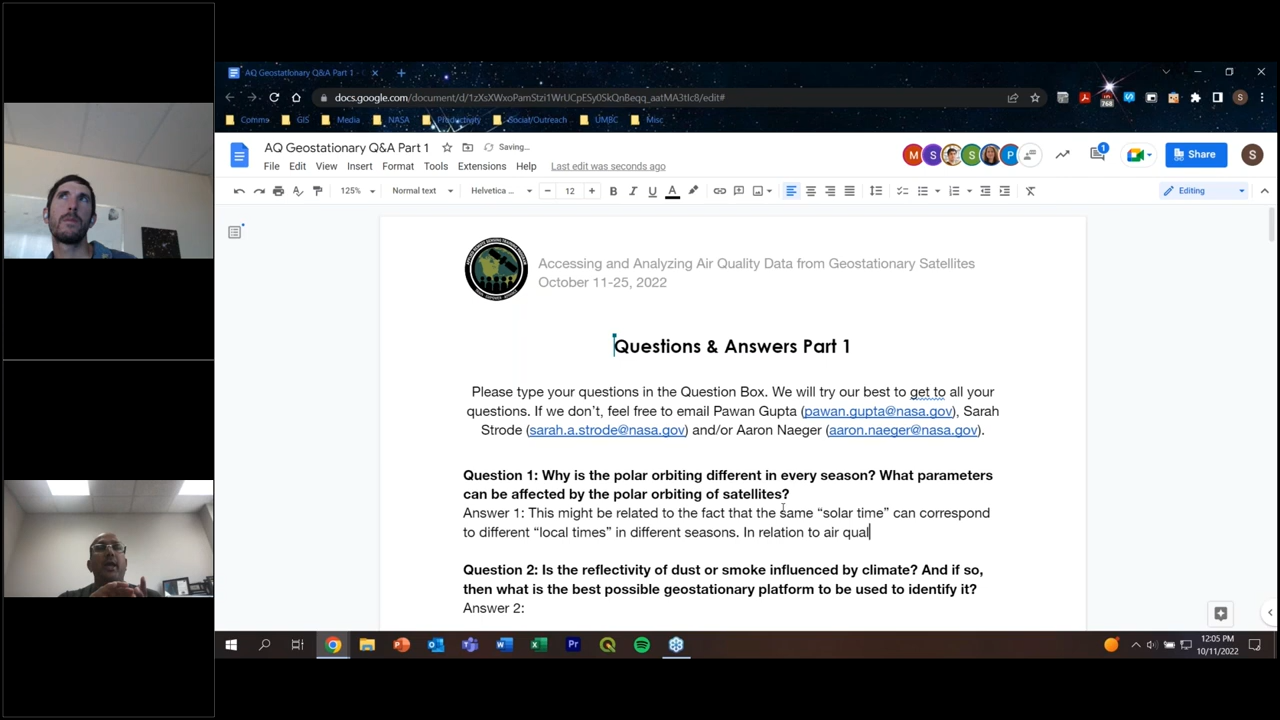 AQ Geostationary Q&A Part 1 -
docs.google.com/document/d/1zXsXWxoPamStzi1WrUCpESy0SkQnBeqq_aatMA3tIc8/edit#
768
S
Comms
GIS
Media
NASA
Productivity
Social/Outreach
UMBC
Misc
AQ Geostationary Q&A Part 1
Saving...
File Edit View Insert Format Tools Extensions Help Last edit was seconds ago
M S S P
1
Share
S
125% Normal text Helvetica ... 12 B I U A
Editing
Accessing and Analyzing Air Quality Data from Geostationary Satellites
October 11-25, 2022
Questions & Answers Part 1
Please type your questions in the Question Box. We will try our best to get to all your
questions. If we don't, feel free to email Pawan Gupta (pawan.gupta@nasa.gov), Sarah
Strode (sarah.a.strode@nasa.gov) and/or Aaron Naeger (aaron.naeger@nasa.gov).
Question 1: Why is the polar orbiting different in every season? What parameters
can be affected by the polar orbiting of satellites?
Answer 1: This might be related to the fact that the same “solar time” can correspond
to different “local times” in different seasons. In relation to air qual
Question 2: Is the reflectivity of dust or smoke influenced by climate? And if so,
then what is the best possible geostationary platform to be used to identify it?
Answer 2:
12:05 PM
10/11/2022